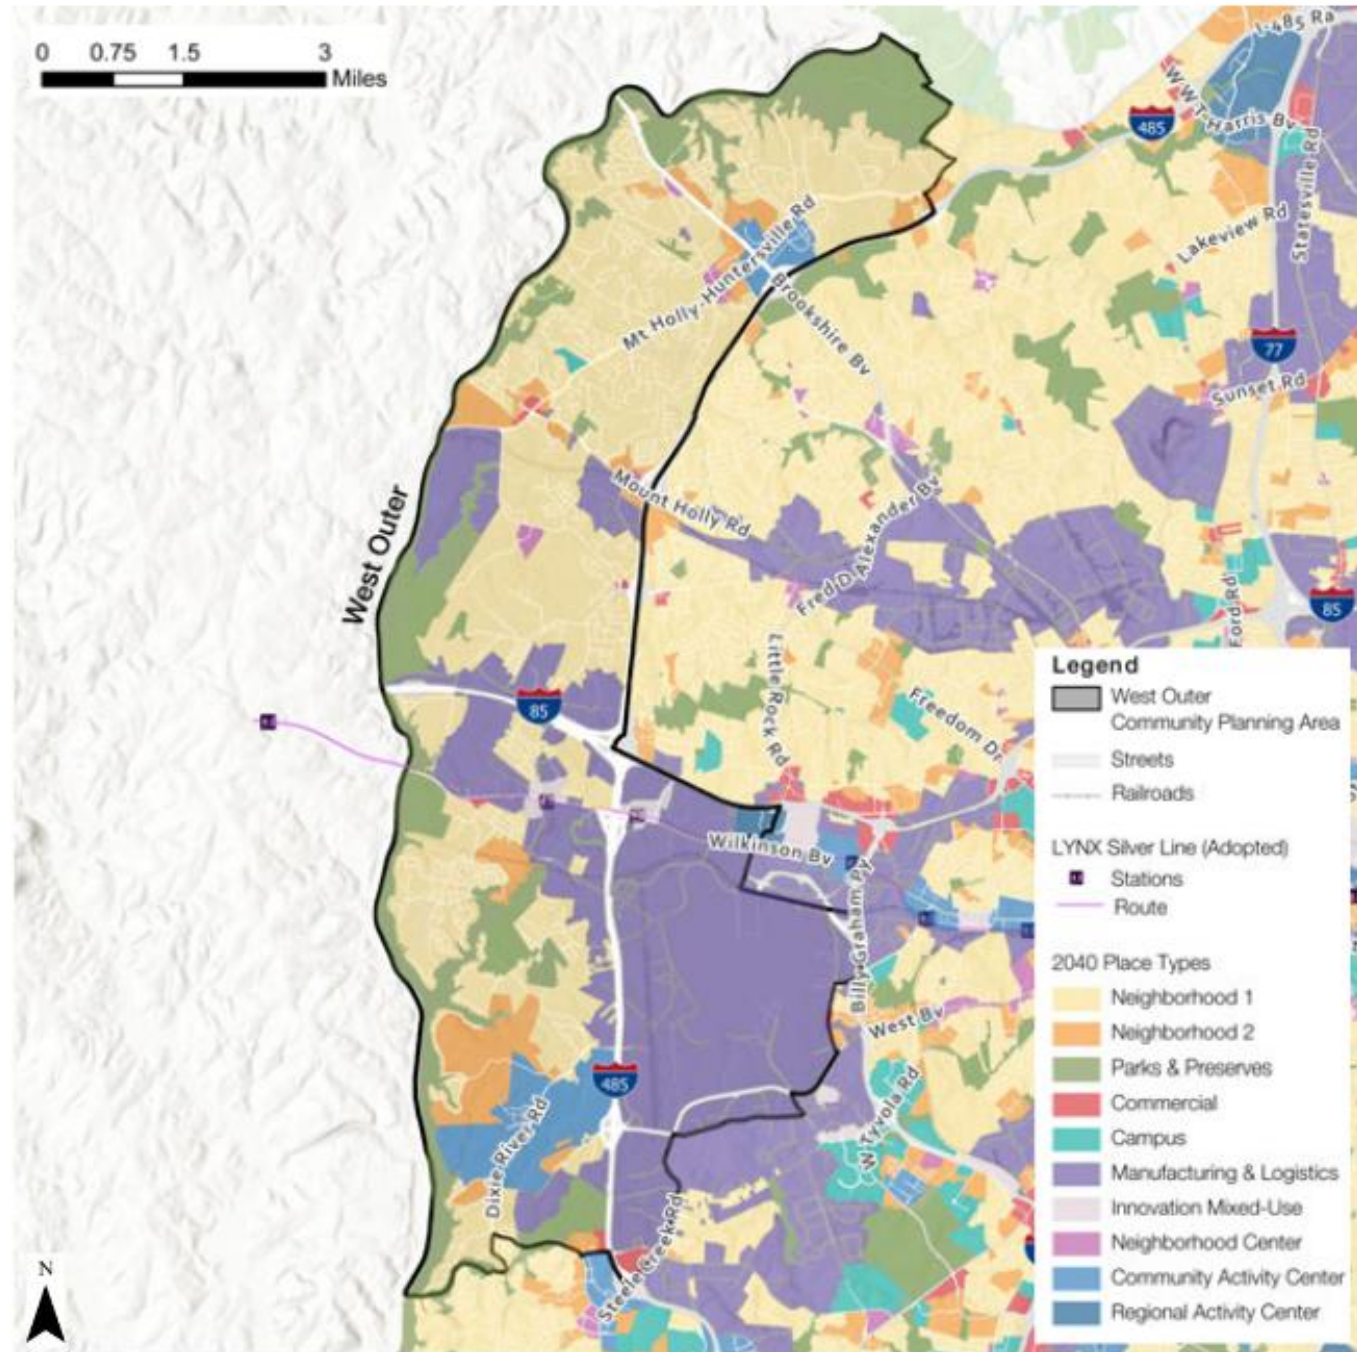 0 0.75 1.5 3
Miles
I-485 Ra
W W T Harris Bv
485
Statesville Rd
Lakeview Rd
Mt Holly-Huntersville Rd
Brookshire Bv
77
Sunset Rd
West Outer
Mount Holly Rd
Fred D Alexander Bv
85
Ford Rd
Little Rock Rd
Freedom Dr
85
Wilkinson Bv
Billy Graham Py
West Bv
485
W Tyvola Rd
Dixie River Rd
Steele Creek Rd
N
Legend
West Outer
Community Planning Area
Streets
Railroads
LYNX Silver Line (Adopted)
Stations
Route
2040 Place Types
Neighborhood 1
Neighborhood 2
Parks & Preserves
Commercial
Campus
Manufacturing & Logistics
Innovation Mixed-Use
Neighborhood Center
Community Activity Center
Regional Activity Center